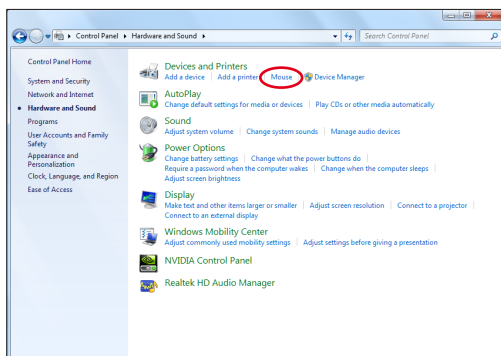 Control Panel ▸ Hardware and Sound ▸
Search Control Panel
Control Panel Home
System and Security
Network and Internet
Hardware and Sound
Programs
User Accounts and Family
Safety
Appearance and
Personalization
Clock, Language, and Region
Ease of Access
Devices and Printers
Add a device | Add a printer | Mouse | Device Manager
AutoPlay
Change default settings for media or devices | Play CDs or other media automatically
Sound
Adjust system volume | Change system sounds | Manage audio devices
Power Options
Change battery settings | Change what the power buttons do |
Require a password when the computer wakes | Change when the computer sleeps |
Adjust screen brightness
Display
Make text and other items larger or smaller | Adjust screen resolution | Connect to a projector |
Connect to an external display
Windows Mobility Center
Adjust commonly used mobility settings | Adjust settings before giving a presentation
NVIDIA Control Panel
Realtek HD Audio Manager